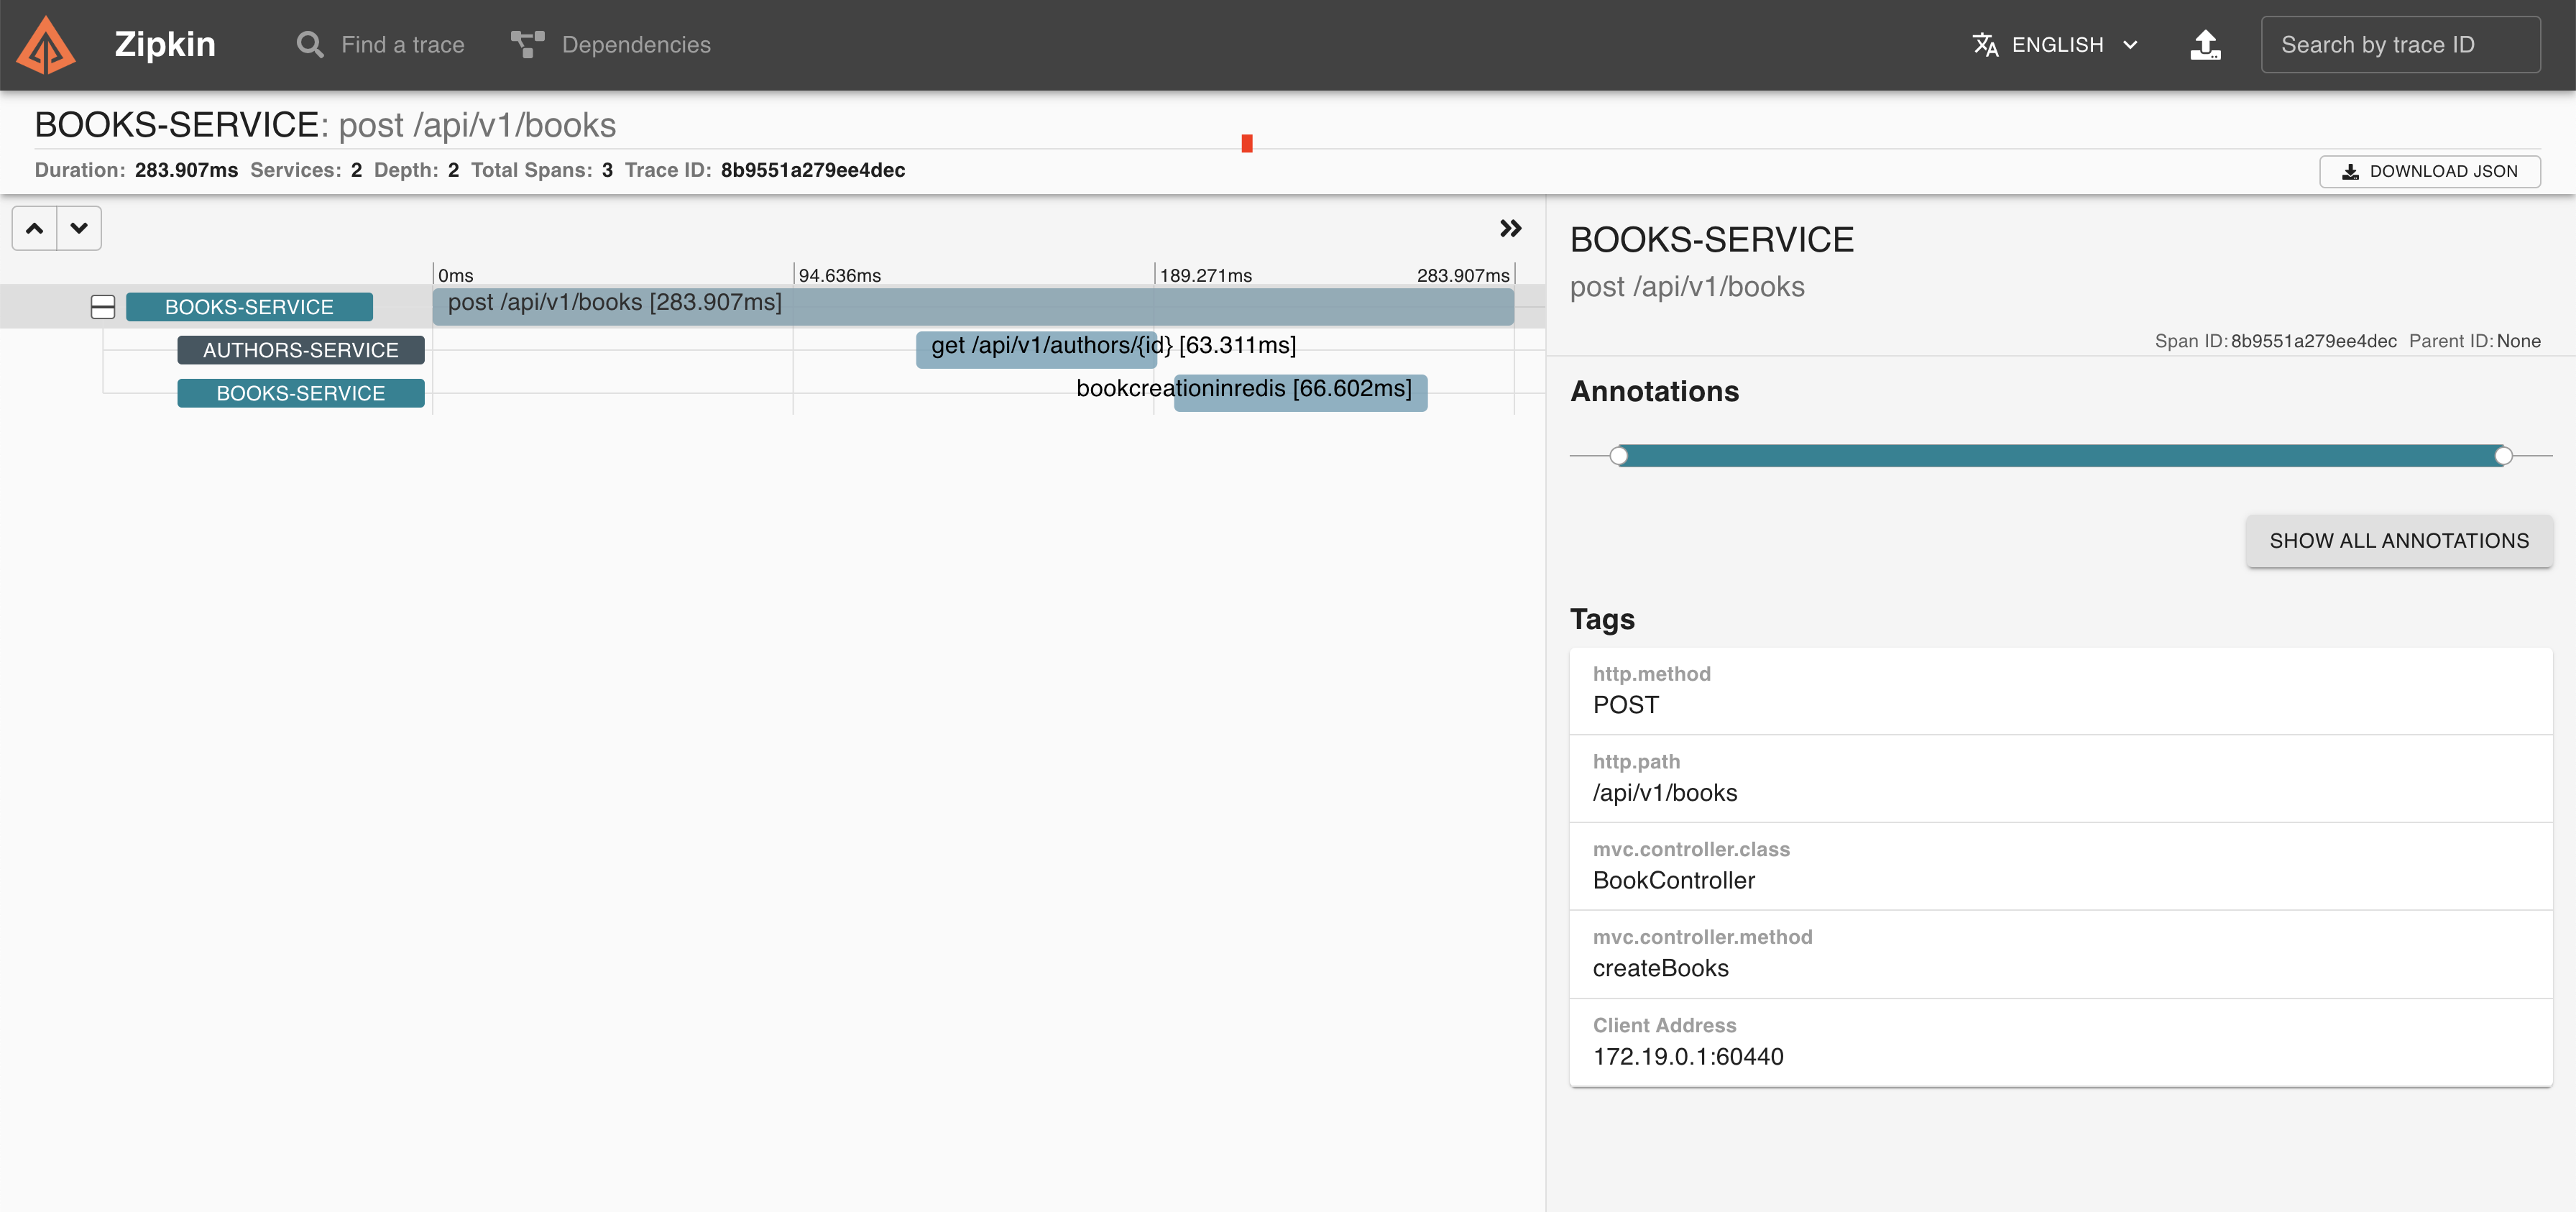 Zipkin
Find a trace
Dependencies
ENGLISH
Search by trace ID
BOOKS-SERVICE: post /api/v1/books
Duration: 283.907ms Services: 2 Depth: 2 Total Spans: 3 Trace ID: 8b9551a279ee4dec
DOWNLOAD JSON
0ms 94.636ms 189.271ms 283.907ms
BOOKS-SERVICE post /api/v1/books [283.907ms]
AUTHORS-SERVICE get /api/v1/authors/{id} [63.311ms]
BOOKS-SERVICE bookcreationinredis [66.602ms]
BOOKS-SERVICE
post /api/v1/books
Span ID: 8b9551a279ee4dec Parent ID: None
Annotations
SHOW ALL ANNOTATIONS
Tags
http.method
POST
http.path
/api/v1/books
mvc.controller.class
BookController
mvc.controller.method
createBooks
Client Address
172.19.0.1:60440